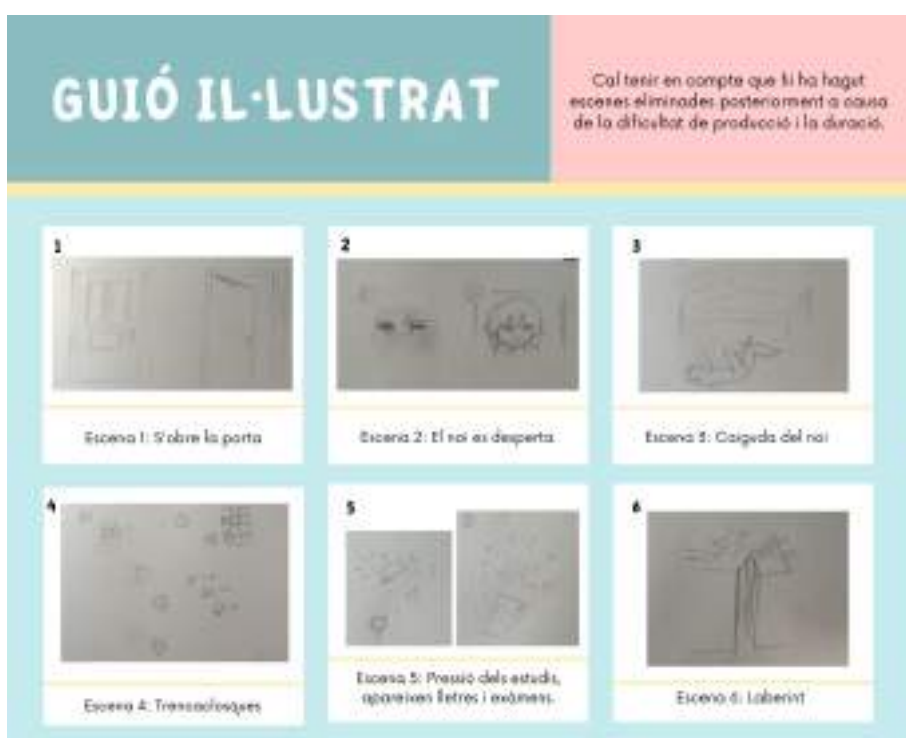 GUIÓ IL·LUSTRAT
Cal tenir en compte que hi ha hagut
escenes eliminades posteriorment a causa
de la dificultat de producció i la duració.
1
Escena 1: S'obre la porta
2
Escena 2: El noi es desperta
3
Escena 3: Caiguda del noi
4
Escena 4: Trencaclosques
5
Escena 5: Pressió dels estudis,
apareixen lletres i exàmens.
6
Escena 6: Laberint